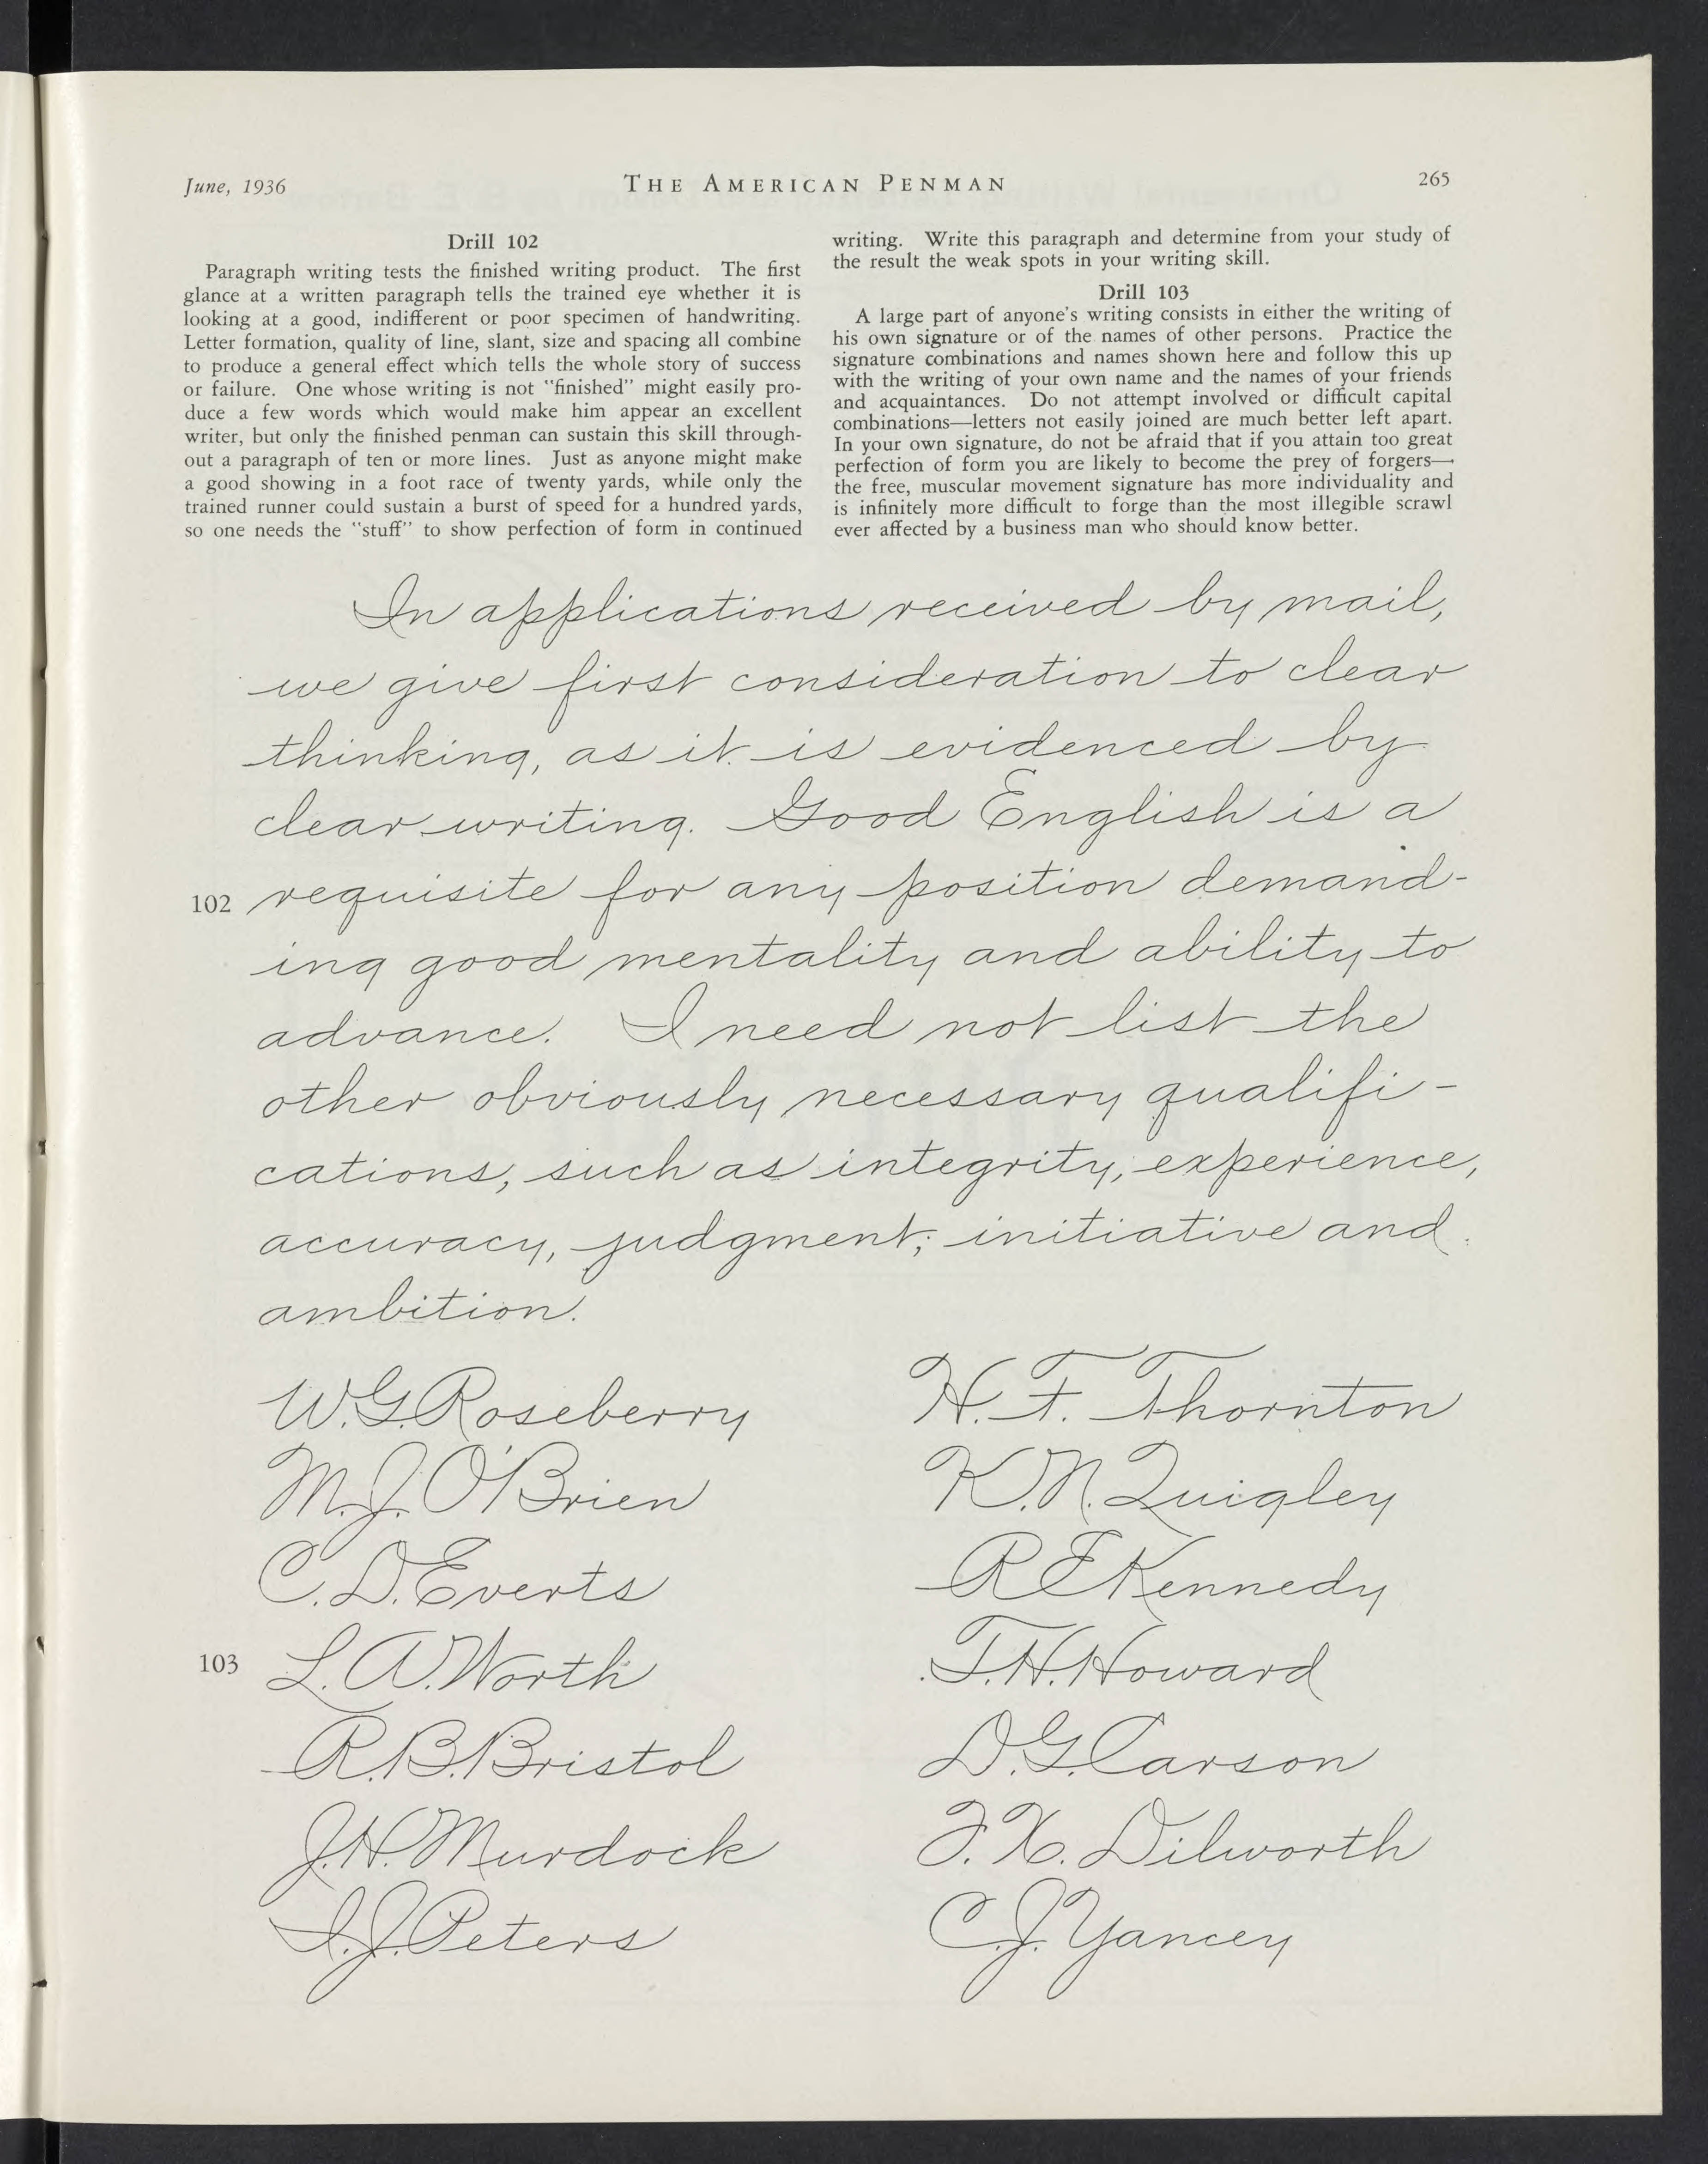 June, 1936
THE AMERICAN PENMAN
265
Drill 102
Paragraph writing tests the finished writing product. The first
glance at a written paragraph tells the trained eye whether it is
looking at a good, indifferent or poor specimen of handwriting.
Letter formation, quality of line, slant, size and spacing all combine
to produce a general effect which tells the whole story of success
or failure. One whose writing is not "finished" might easily pro-
duce a few words which would make him appear an excellent
writer, but only the finished penman can sustain this skill through-
out a paragraph of ten or more lines. Just as anyone might make
a good showing in a foot race of twenty yards, while only the
trained runner could sustain a burst of speed for a hundred yards,
so one needs the "stuff" to show perfection of form in continued
writing. Write this paragraph and determine from your study of
the result the weak spots in your writing skill.
Drill 103
A large part of anyone's writing consists in either the writing of
his own signature or of the names of other persons. Practice the
signature combinations and names shown here and follow this up
with the writing of your own name and the names of your friends
and acquaintances. Do not attempt involved or difficult capital
combinations—letters not easily joined are much better left apart.
In your own signature, do not be afraid that if you attain too great
perfection of form you are likely to become the prey of forgers—
the free, muscular movement signature has more individuality and
is infinitely more difficult to forge than the most illegible scrawl
ever affected by a business man who should know better.
In applications received by mail,
we give first consideration to clear
thinking, as it is evidenced by
clear writing. Good English is a
102 requisite for any position demand-
ing good mentality and ability to
advance. I need not list the
other obviously necessary qualifi-
cations, such as integrity, experience,
accuracy, judgment, initiative and
ambition.
W.G. Roseberry
M.J. O'Brien
C.D. Everts
103 L.A. Worth
R.B. Bristol
J.H. Murdock
I.J. Peters
H.F. Thornton
K.N. Quigley
R E Kennedy
T.H. Howard
D.G. Carson
F.X. Dilworth
C.J. Yancey